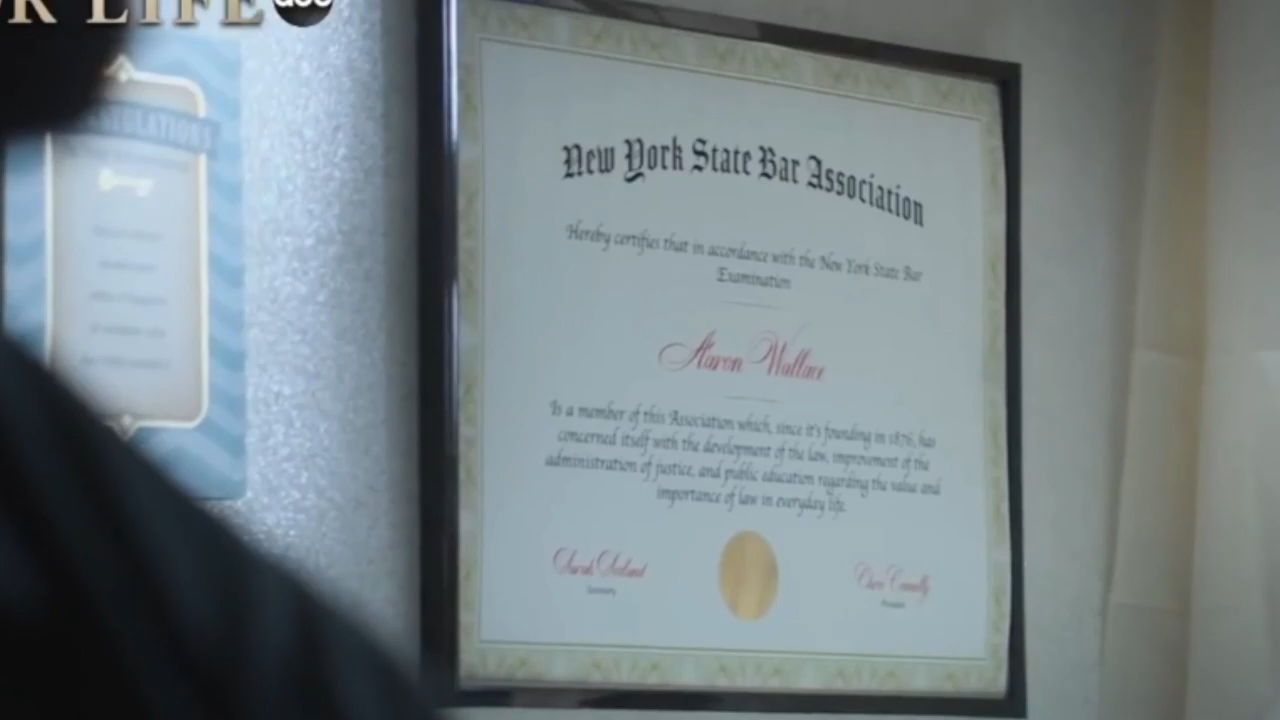 R LIFE
abc
New York State Bar Association
Hereby certifies that in accordance with the New York State Bar
Examination
Aaron Wallace
Is a member of this Association which, since it's founding in 1876, has
concerned itself with the development of the law, improvement of the
administration of justice, and public education regarding the value and
importance of law in everyday life.
Sarah
Secretary
President